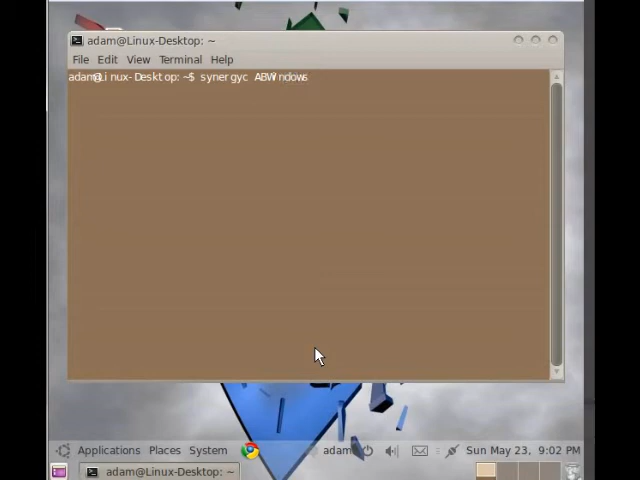 adam@Linux-Desktop: ~
File Edit View Terminal Help
adam@Linux-Desktop:~$ synergyc ABWindows
Applications Places System adam Sun May 23, 9:02 PM
adam@Linux-Desktop: ~